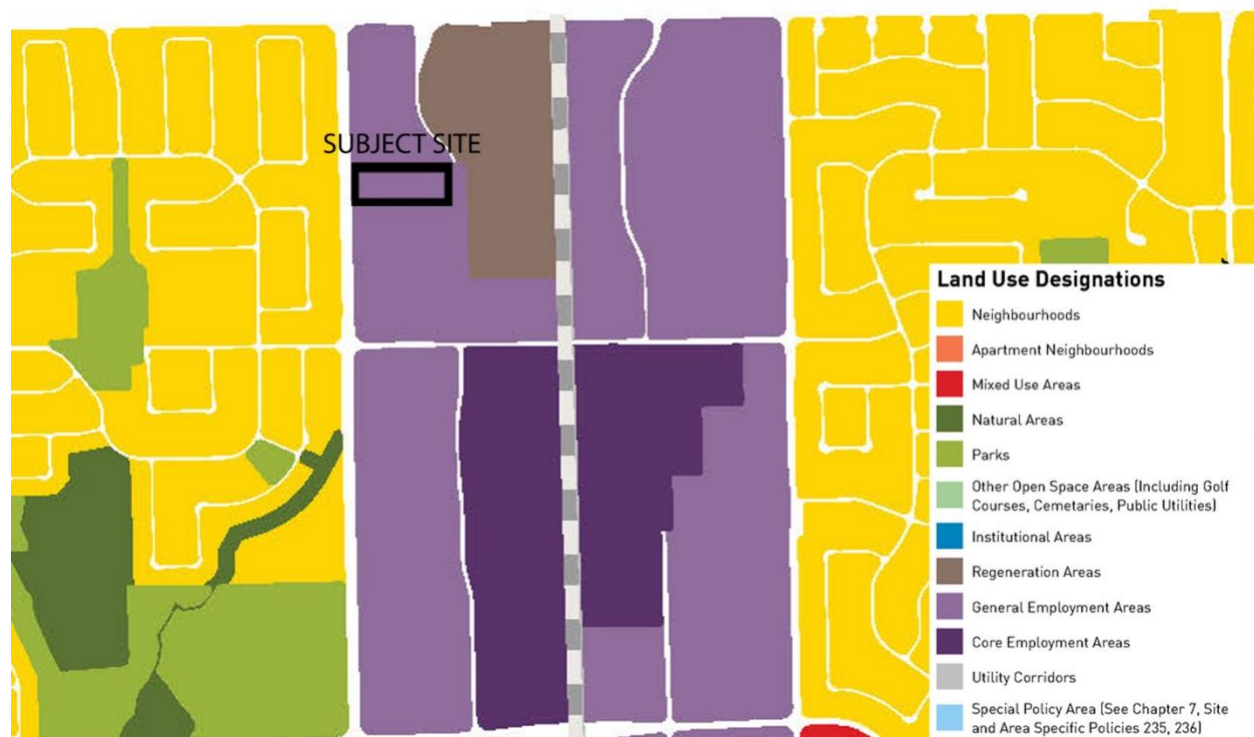 SUBJECT SITE
Land Use Designations
Neighbourhoods
Apartment Neighbourhoods
Mixed Use Areas
Natural Areas
Parks
Other Open Space Areas (Including Golf
Courses, Cemetaries, Public Utilities)
Institutional Areas
Regeneration Areas
General Employment Areas
Core Employment Areas
Utility Corridors
Special Policy Area (See Chapter 7, Site
and Area Specific Policies 235, 236)